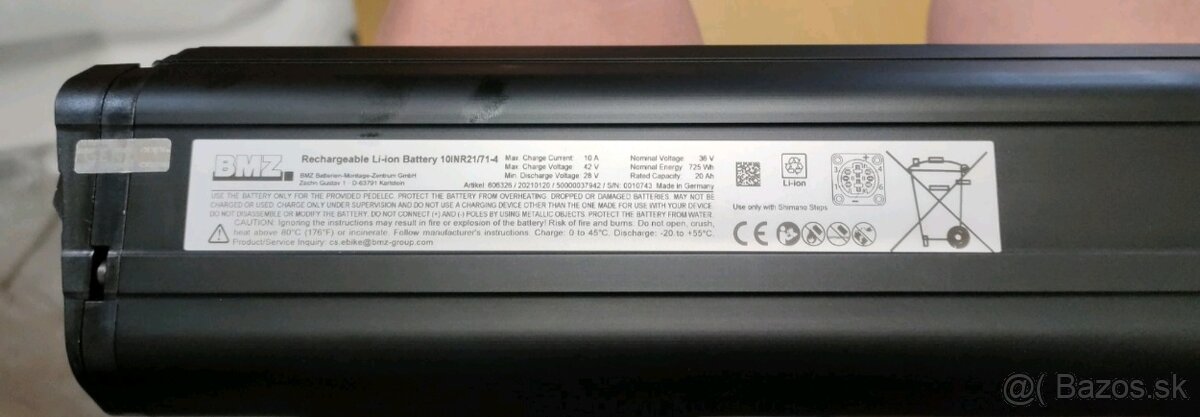 BMZ
Rechargeable Li-ion Battery 10INR21/71-4
BMZ Batterien-Montage-Zentrum GmbH
Zeche Gustav 1 D-63791 Karlstein
Max. Charge Current: 10 A
Max. Charge Voltage: 42 V
Min. Discharge Voltage: 28 V
Nominal Voltage: 36 V
Nominal Energy: 725 Wh
Rated Capacity: 20 Ah
Artikel: 606326 / 20210120 / 50000037942 / S/N: 0010743 / Made in Germany
USE THE BATTERY ONLY FOR THE PROVIDED PEDELEC. PROTECT THE BATTERY FROM OVERHEATING. DROPPED OR DAMAGED BATTERIES MAY NOT BE
CHARGED OR USED. CHARGE ONLY UNDER SUPERVISION AND DO NOT USE A CHARGING DEVICE OTHER THAN THE ONE MADE FOR USE WITH YOUR DEVICE.
DO NOT DISASSEMBLE OR MODIFY THE BATTERY. DO NOT CONNECT (+) AND (-) POLES BY USING METALLIC OBJECTS. PROTECT THE BATTERY FROM WATER.
CAUTION: Ignoring the injunctions may result in fire or explosion of the battery! Risk of fire and burns. Do not open, crush,
heat above 80°C (176°F) or incinerate. Follow manufacturer's instructions. Charge: 0 to 45°C. Discharge: -20 to +55°C.
Product/Service Inquiry: cs.ebike@bmz-group.com
Li-ion
Use only with Shimano Steps
CE
@( Bazos.sk